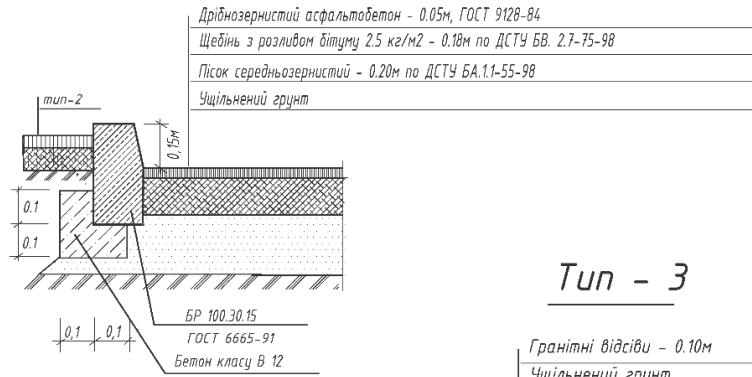 Дрібнозернистий асфальтобетон - 0.05м, ГОСТ 9128-84
Щебінь з розливом бітуму 2.5 кг/м2 - 0.18м по ДСТУ БВ. 2.7-75-98
Пісок середньозернистий - 0.20м по ДСТУ БА.1.1-55-98
Ущільнений грунт
тип-2
0,15м
0.1
0.1
0,1
0,1
БР 100.30.15
ГОСТ 6665-91
Бетон класу В 12
Тип - 3
Гранітні відсіви - 0.10м
Ущільнений грунт